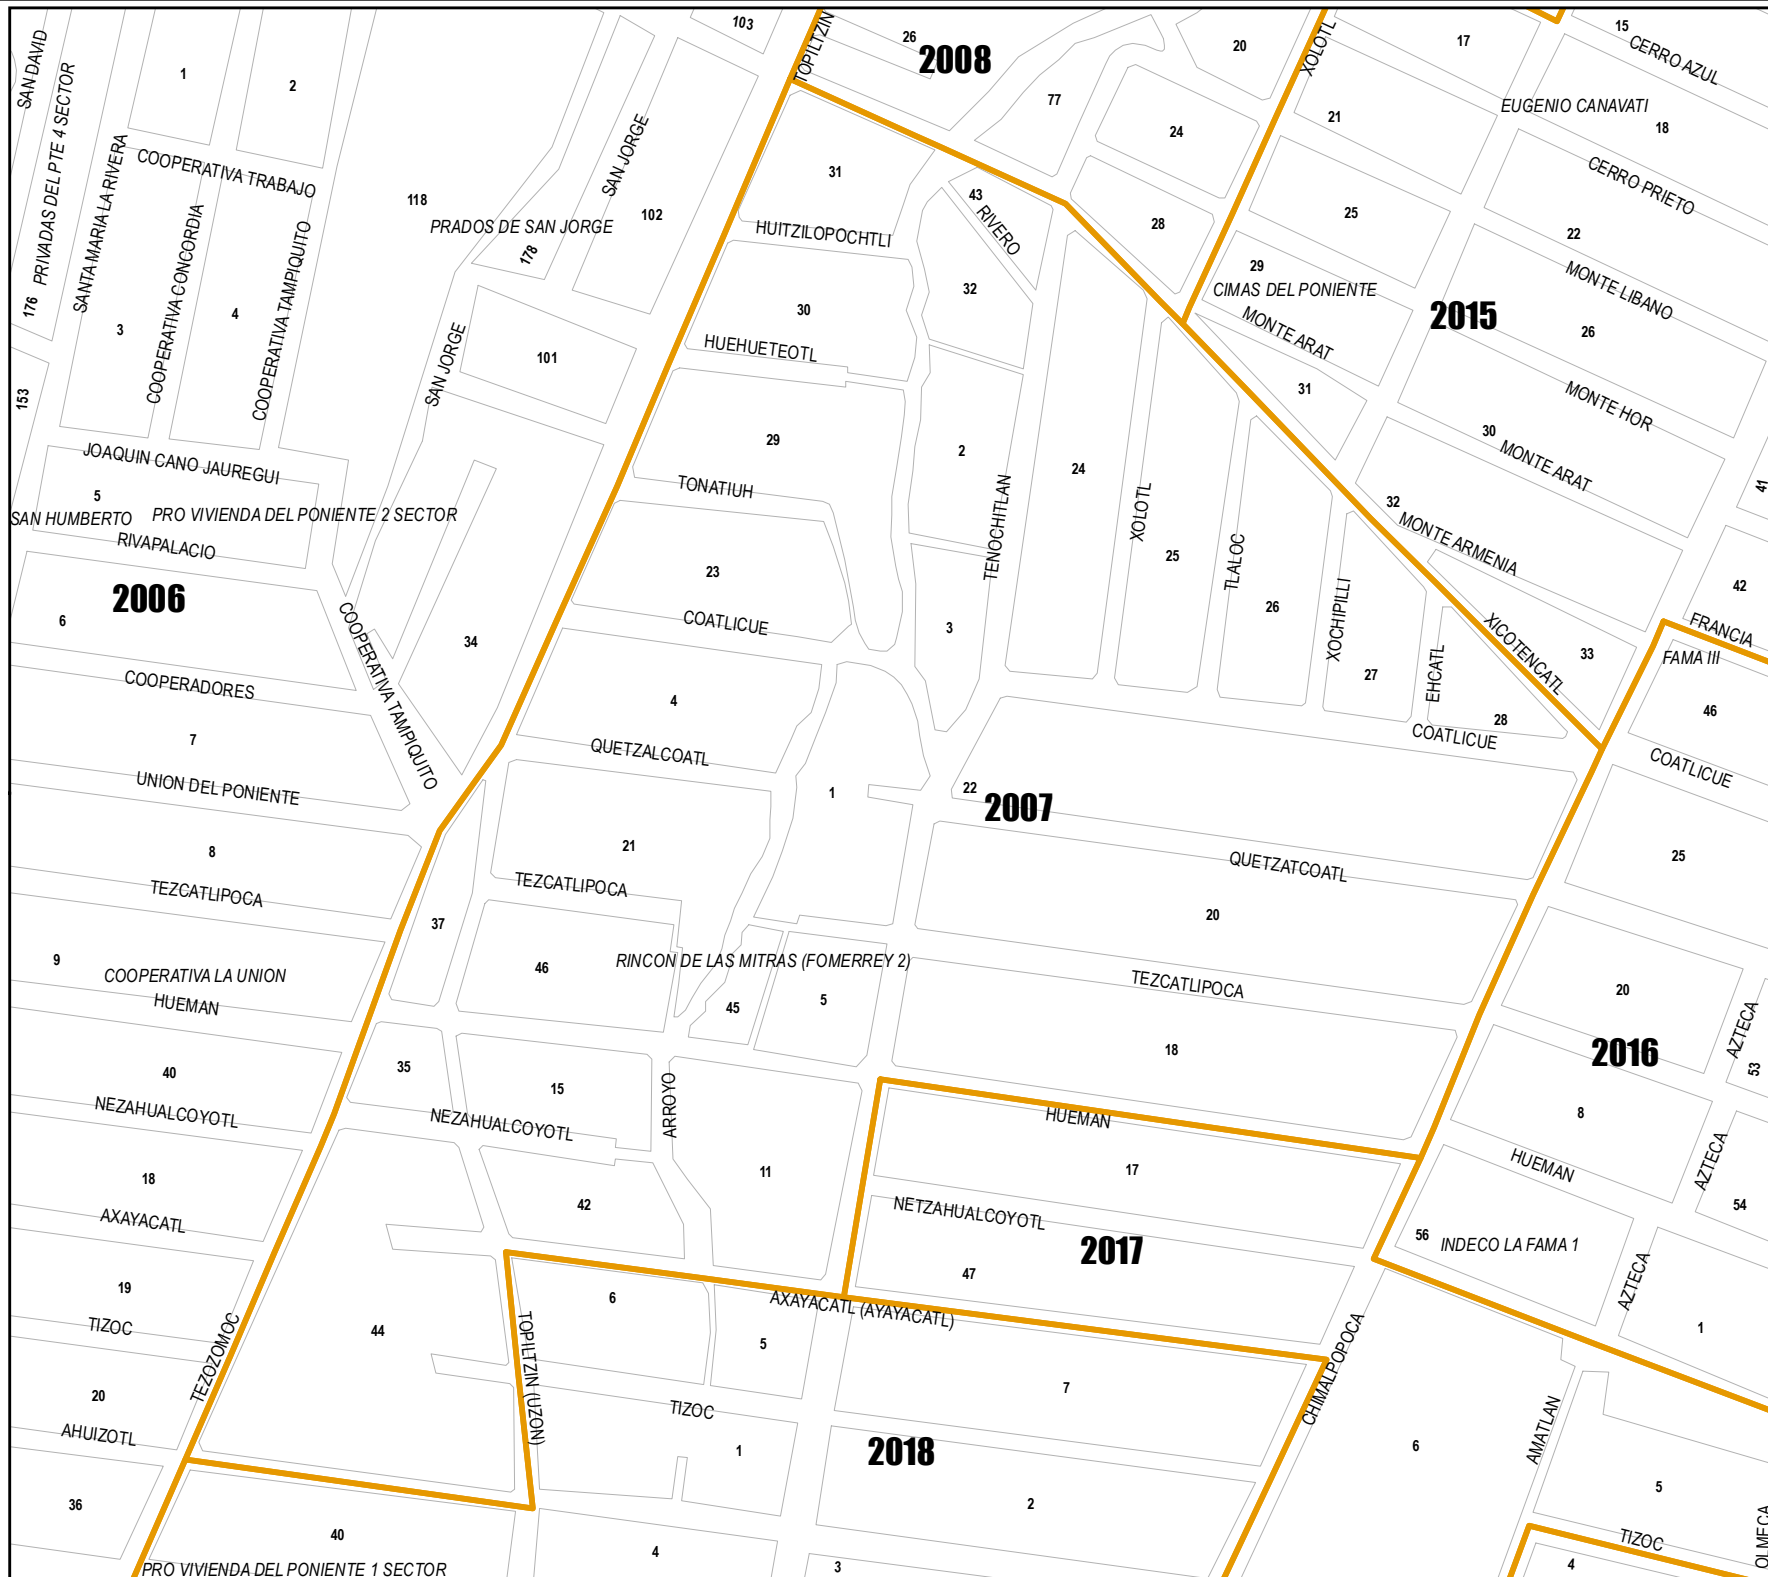 103
TOPILTZIN
26
2008
20
XOLOTL
17
15
CERRO AZUL
SAN DAVID
PRIVADAS DEL PTE 4 SECTOR
1
2
77
24
21
EUGENIO CANAVATI
18
SANTA MARIA LA RIVERA
COOPERATIVA TRABAJO
SAN JORGE
31
43
RIVERO
CERRO PRIETO
118
PRADOS DE SAN JORGE
178
102
HUITZILOPOCHTLI
28
25
22
COOPERATIVA CONCORDIA
COOPERATIVA TAMPIQUITO
176
3
4
30
32
29
CIMAS DEL PONIENTE
MONTE ARAT
2015
MONTE LIBANO
26
HUEHUETEOTL
101
SAN JORGE
153
31
MONTE HOR
29
2
24
30
MONTE ARAT
41
JOAQUIN CANO JAUREGUI
TONATIUH
TENOCHITLAN
XOLOTL
5
SAN HUMBERTO
PRO VIVIENDA DEL PONIENTE 2 SECTOR
RIVAPALACIO
32
MONTE ARMENIA
25
TLALOC
23
2006
6
COOPERATIVA TAMPIQUITO
34
COATLICUE
3
26
XOCHIPILLI
27
EHCATL
28
XICOTENCATL
33
42
FRANCIA
FAMA III
46
COOPERADORES
4
COATLICUE
COATLICUE
7
QUETZALCOATL
UNION DEL PONIENTE
1
22
2007
8
21
QUETZATCOATL
25
TEZCATLIPOCA
TEZCATLIPOCA
37
20
9
COOPERATIVA LA UNION
HUEMAN
46
RINCON DE LAS MITRAS (FOMERREY 2)
45
5
TEZCATLIPOCA
20
AZTECA
2016
53
40
35
15
18
NEZAHUALCOYOTL
NEZAHUALCOYOTL
ARROYO
HUEMAN
8
18
11
17
HUEMAN
AZTECA
54
AXAYACATL
42
NETZAHUALCOYOTL
2017
56
INDECO LA FAMA 1
19
6
47
AXAYACATL (AYAYACATL)
AZTECA
1
TIZOC
TEZOZOMOC
44
TOPILTZIN (UZON)
5
CHIMALPOPOCA
20
TIZOC
7
AMATLAN
AHUIZOTL
1
2018
6
36
2
5
40
4
3
TIZOC
4
OLMECA
PRO VIVIENDA DEL PONIENTE 1 SECTOR